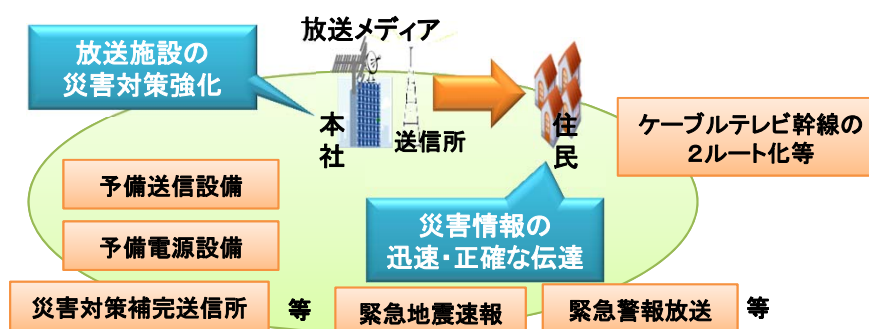 放送メディア
放送施設の
災害対策強化
本
社
送信所
住
民
ケーブルテレビ幹線の
2ルート化等
予備送信設備
予備電源設備
災害情報の
迅速・正確な伝達
災害対策補完送信所
等
緊急地震速報
緊急警報放送
等